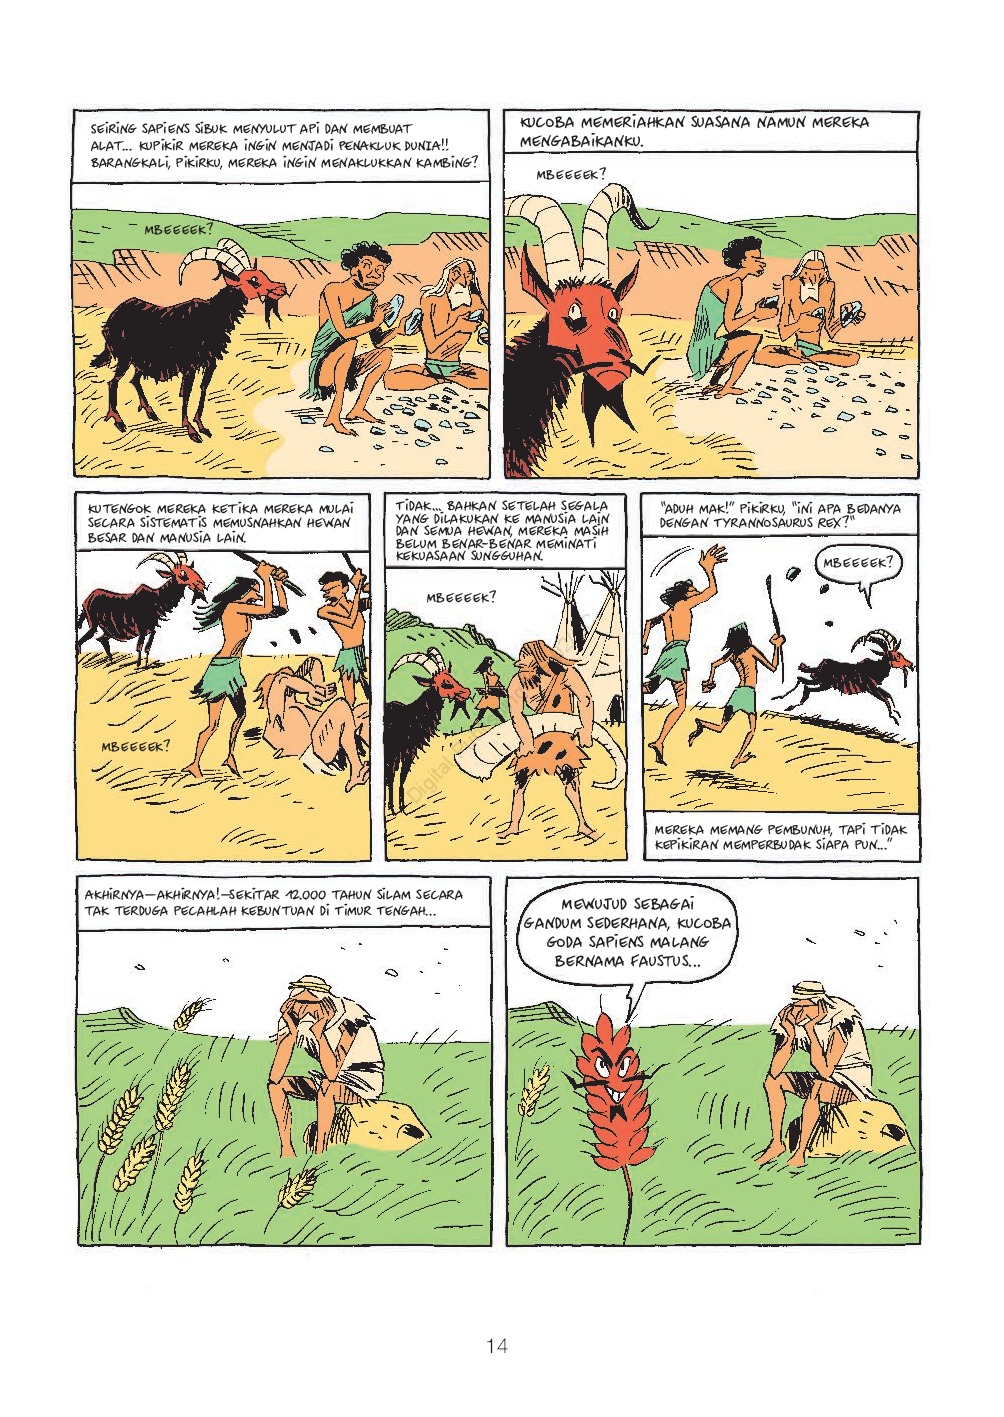 SEIRING SAPIENS SIBUK MENYULUT API DAN MEMBUAT
ALAT... KUPIKIR MEREKA INGIN MENJADI PENAKLUK DUNIA!!
BARANGKALI, PIKIRKU, MEREKA INGIN MENAKLUKKAN KAMBING?
MBEEEEK?
KUCOBA MEMERIAHKAN SUASANA NAMUN MEREKA
MENGABAIKANKU.
MBEEEEK?
KUTENGOK MEREKA KETIKA MEREKA MULAI
SECARA SISTEMATIS MEMUSNAHKAN HEWAN
BESAR DAN MANUSIA LAIN.
MBEEEEK?
TIDAK... BAHKAN SETELAH SEGALA
YANG DILAKUKAN KE MANUSIA LAIN
DAN SEMUA HEWAN, MEREKA MASIH
BELUM BENAR-BENAR MEMINATI
KEKUASAAN SUNGGUHAN.
MBEEEEK?
"ADUH MAK!" PIKIRKU, "INI APA BEDANYA
DENGAN TYRANNOSAURUS REX?"
MBEEEEK?
MEREKA MEMANG PEMBUNUH, TAPI TIDAK
KEPIKIRAN MEMPERBUDAK SIAPA PUN..."
AKHIRNYA—AKHIRNYA!—SEKITAR 12.000 TAHUN SILAM SECARA
TAK TERDUGA PECAHLAH KEBUNTUAN DI TIMUR TENGAH...
MEWUJUD SEBAGAI
GANDUM SEDERHANA, KUCOBA
GODA SAPIENS MALANG
BERNAMA FAUSTUS...
14